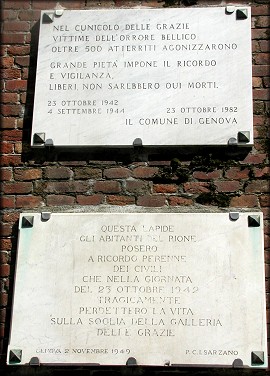 NEL CUNICOLO DELLE GRAZIE
VITTIME DELL'ORRORE BELLICO
OLTRE 500 ATTERRITI AGONIZZARONO
GRANDE PIETÀ IMPONE IL RICORDO
E VIGILANZA,
LIBERI NON SAREBBERO QUI MORTI.
23 OTTOBRE 1942
4 SETTEMBRE 1944
23 OTTOBRE 1982
IL COMUNE DI GENOVA
QUESTA LAPIDE
GLI ABITANTI DEL RIONE
POSERO
A RICORDO PERENNE
DEI CIVILI
CHE NELLA GIORNATA
DEL 23 OTTOBRE 1942
TRAGICAMENTE
PERDETTERO LA VITA
SULLA SOGLIA DELLA GALLERIA
DELLE GRAZIE
GENOVA 2 NOVEMBRE 1949
P.C.I. SARZANO